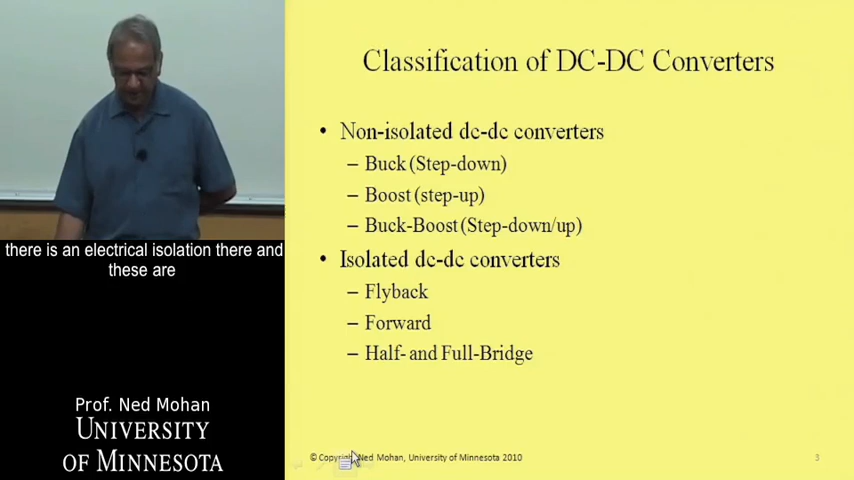 Classification of DC-DC Converters
• Non-isolated dc-dc converters
– Buck (Step-down)
– Boost (step-up)
– Buck-Boost (Step-down/up)
• Isolated dc-dc converters
– Flyback
– Forward
– Half- and Full-Bridge
there is an electrical isolation there and
these are
Prof. Ned Mohan
UNIVERSITY
OF MINNESOTA
© Copyright Ned Mohan, University of Minnesota 2010
3